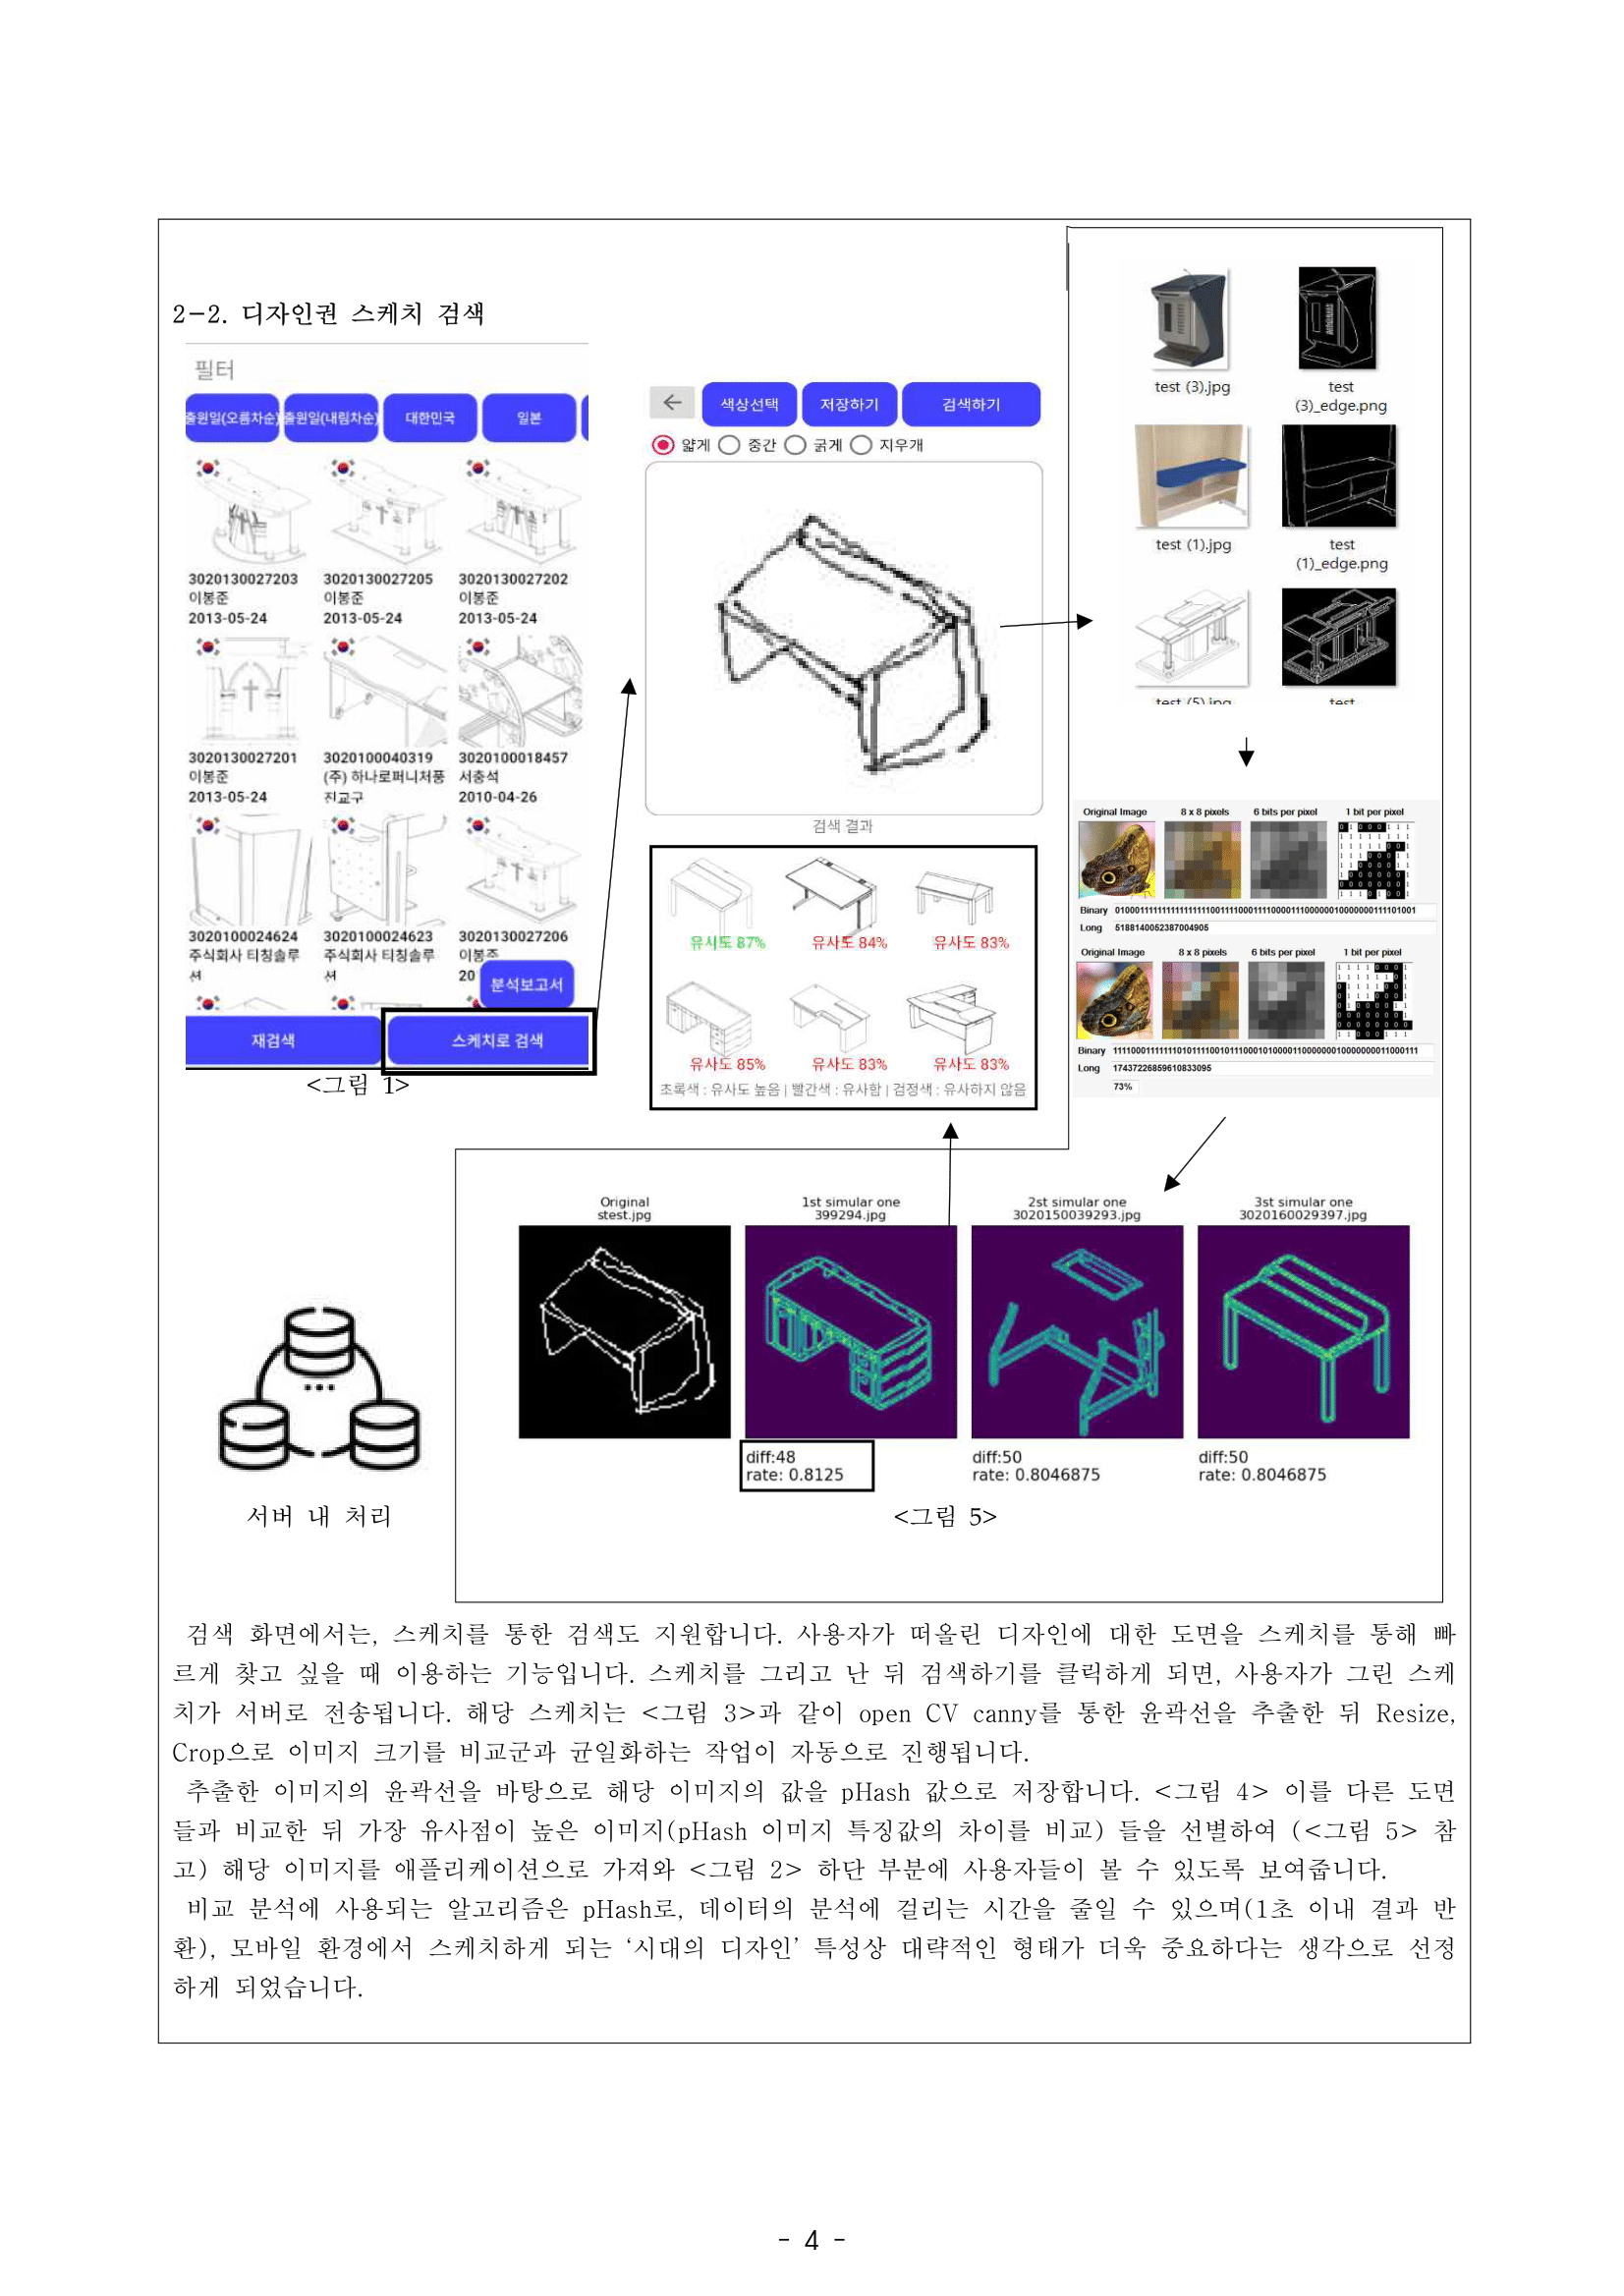 2-2. 디자인권 스케치 검색
필터
출원일(오름차순) 출원일(내림차순) 대한민국 일본
3020130027203 3020130027205 3020130027202
이봉준 이봉준 이봉준
2013-05-24 2013-05-24 2013-05-24
3020130027201 3020100040319 3020100018457
이봉준 (주) 하나로퍼니처풍 서충석
2013-05-24 진교구 2010-04-26
3020100024624 3020100024623 3020130027206
주식회사 티칭솔루 주식회사 티칭솔루 이봉준
션 션 20
분석보고서
재검색 스케치로 검색
<그림 1>
색상선택 저장하기 검색하기
얇게 중간 굵게 지우개
검색 결과
유사도 87% 유사도 84% 유사도 83%
유사도 85% 유사도 83% 유사도 83%
초록색 : 유사도 높음 | 빨간색 : 유사함 | 검정색 : 유사하지 않음
test (3).jpg test
(3)_edge.png
test (1).jpg test
(1)_edge.png
test (5).jpg test
Original Image 8 x 8 pixels 6 bits per pixel 1 bit per pixel
Binary
Long 5188140052387004905
Original Image 8 x 8 pixels 6 bits per pixel 1 bit per pixel
Binary
Long 17437226859610833095
73%
Original 1st simular one 2st simular one 3st simular one
stest.jpg 399294.jpg 3020150039293.jpg 3020160029397.jpg
diff:48 diff:50 diff:50
rate: 0.8125 rate: 0.8046875 rate: 0.8046875
서버 내 처리 <그림 5>
검색 화면에서는, 스케치를 통한 검색도 지원합니다. 사용자가 떠올린 디자인에 대한 도면을 스케치를 통해 빠
르게 찾고 싶을 때 이용하는 기능입니다. 스케치를 그리고 난 뒤 검색하기를 클릭하게 되면, 사용자가 그린 스케
치가 서버로 전송됩니다. 해당 스케치는 <그림 3>과 같이 open CV canny를 통한 윤곽선을 추출한 뒤 Resize,
Crop으로 이미지 크기를 비교군과 균일화하는 작업이 자동으로 진행됩니다.
추출한 이미지의 윤곽선을 바탕으로 해당 이미지의 값을 pHash 값으로 저장합니다. <그림 4> 이를 다른 도면
들과 비교한 뒤 가장 유사점이 높은 이미지(pHash 이미지 특징값의 차이를 비교) 들을 선별하여 (<그림 5> 참
고) 해당 이미지를 애플리케이션으로 가져와 <그림 2> 하단 부분에 사용자들이 볼 수 있도록 보여줍니다.
비교 분석에 사용되는 알고리즘은 pHash로, 데이터의 분석에 걸리는 시간을 줄일 수 있으며(1초 이내 결과 반
환), 모바일 환경에서 스케치하게 되는 ‘시대의 디자인’ 특성상 대략적인 형태가 더욱 중요하다는 생각으로 선정
하게 되었습니다.
- 4 -